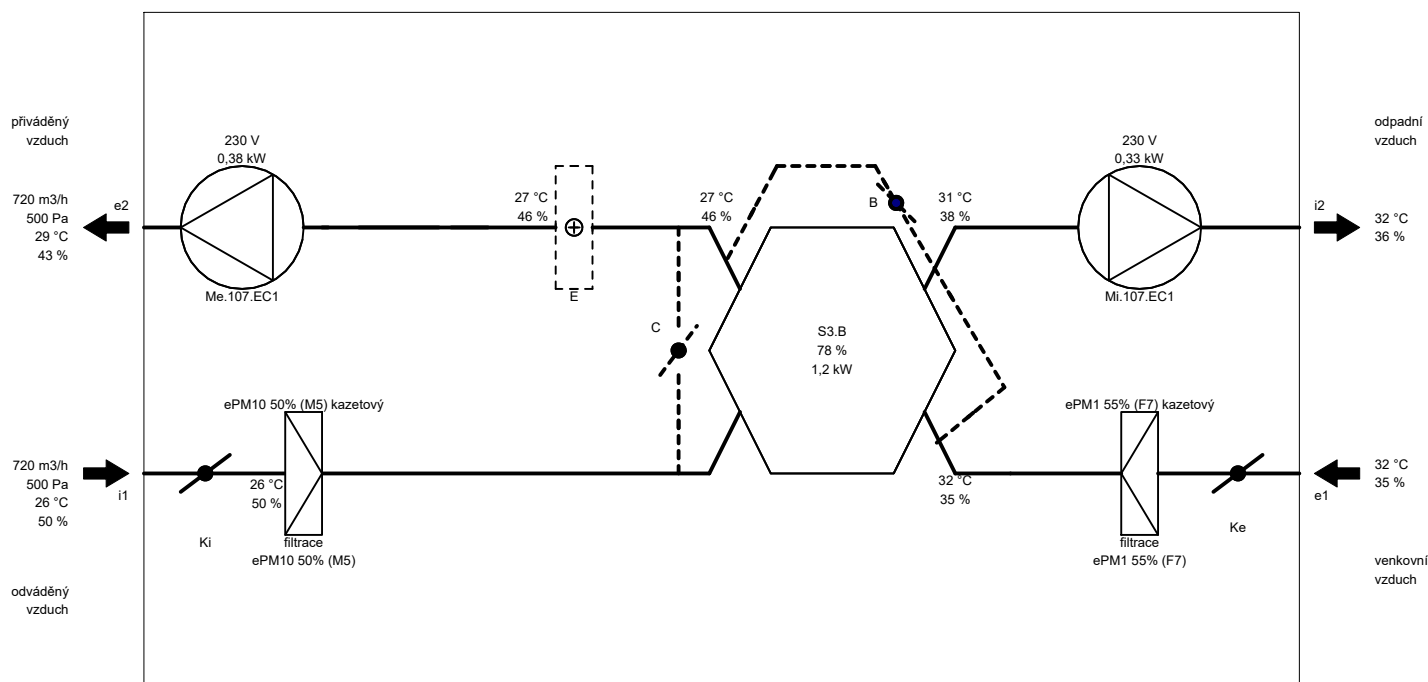 přiváděný
vzduch
720 m3/h
500 Pa
29 °C
43 %
e2
230 V
0,38 kW
Me.107.EC1
27 °C
46 %
E
27 °C
46 %
B
31 °C
38 %
230 V
0,33 kW
Mi.107.EC1
odpadní
vzduch
i2
32 °C
36 %
C
S3.B
78 %
1,2 kW
ePM10 50% (M5) kazetový
ePM1 55% (F7) kazetový
720 m3/h
500 Pa
26 °C
50 %
i1
Ki
26 °C
50 %
filtrace
ePM10 50% (M5)
32 °C
35 %
filtrace
ePM1 55% (F7)
Ke
e1
32 °C
35 %
odváděný
vzduch
venkovní
vzduch